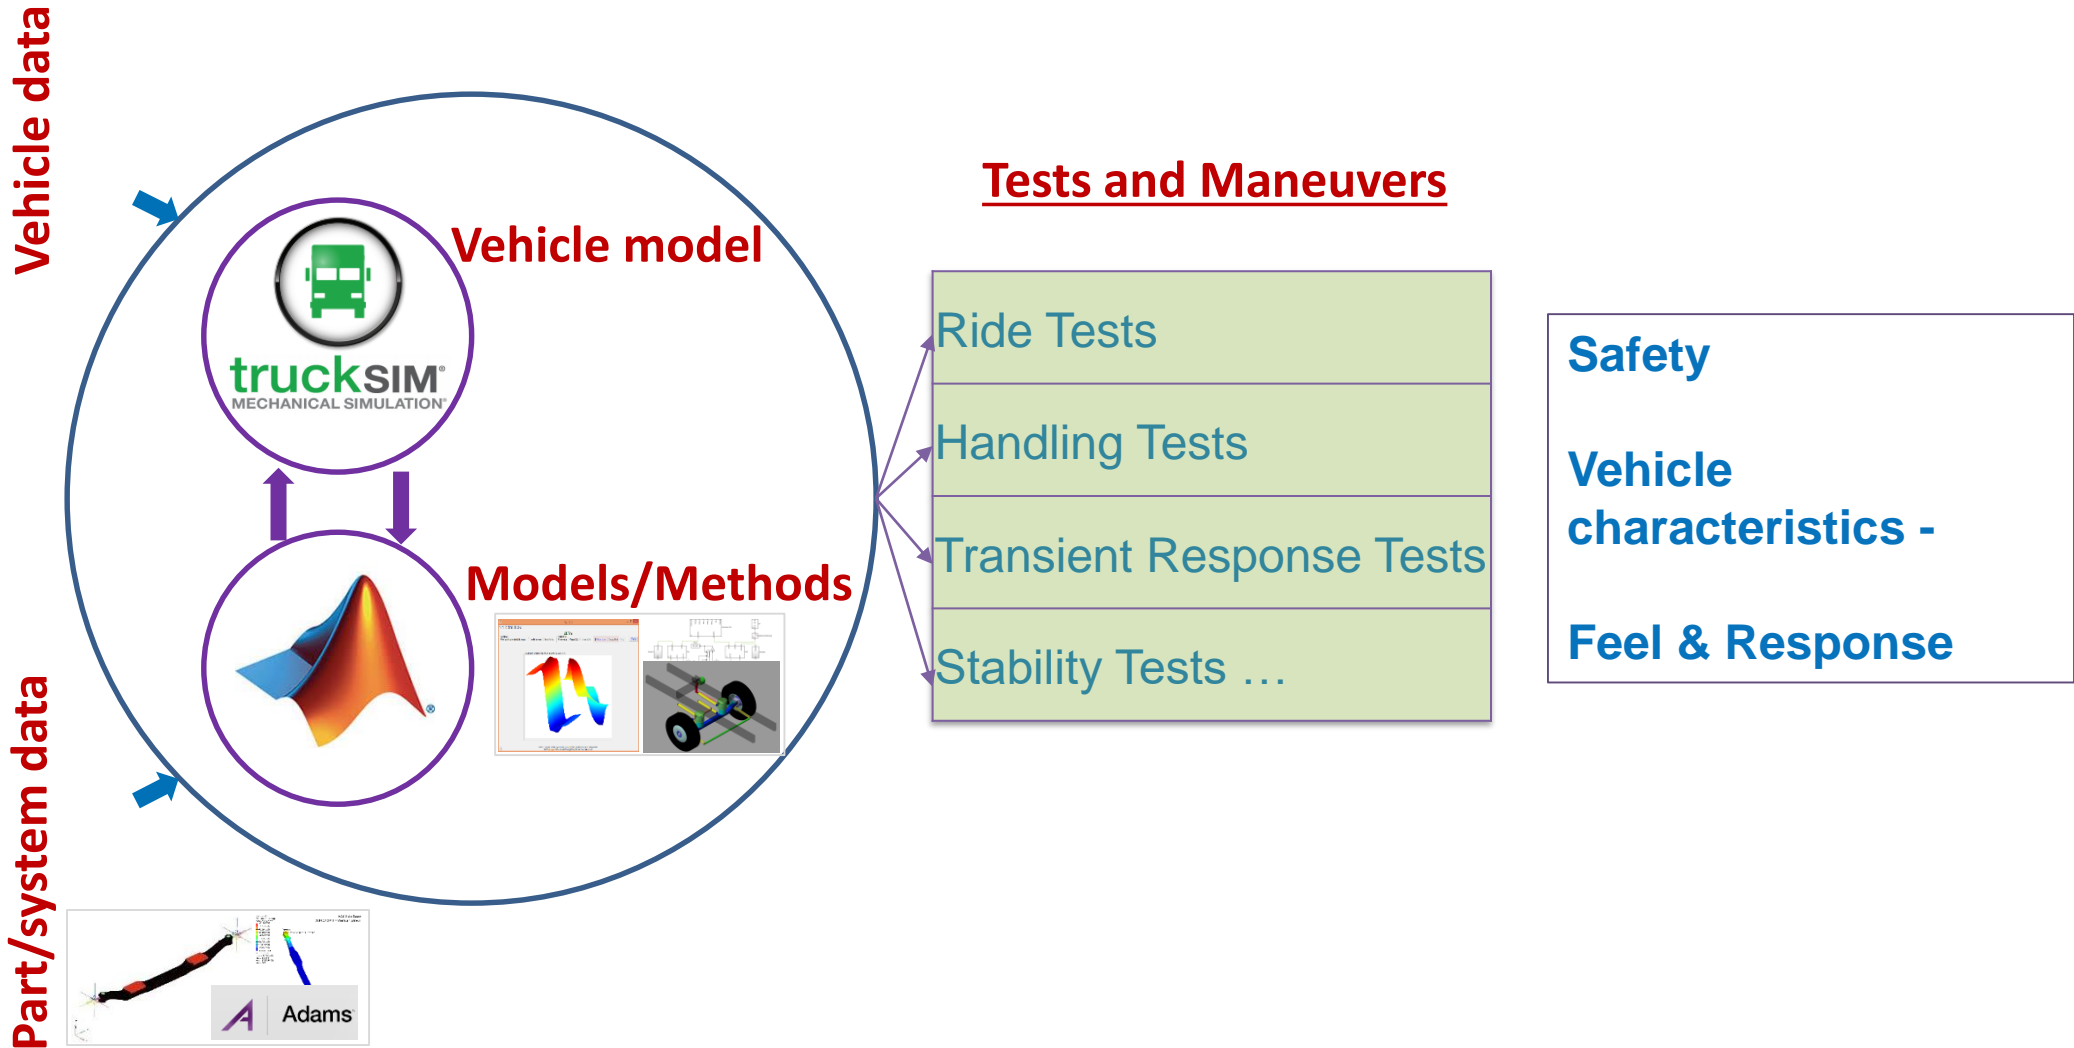 Vehicle data
Tests and Maneuvers
Vehicle model
truckSIM®
MECHANICAL SIMULATION®
Ride Tests
Handling Tests
Transient Response Tests
Stability Tests ...
Safety
Vehicle
characteristics -
Feel & Response
Models/Methods
®
Part/system data
Adams